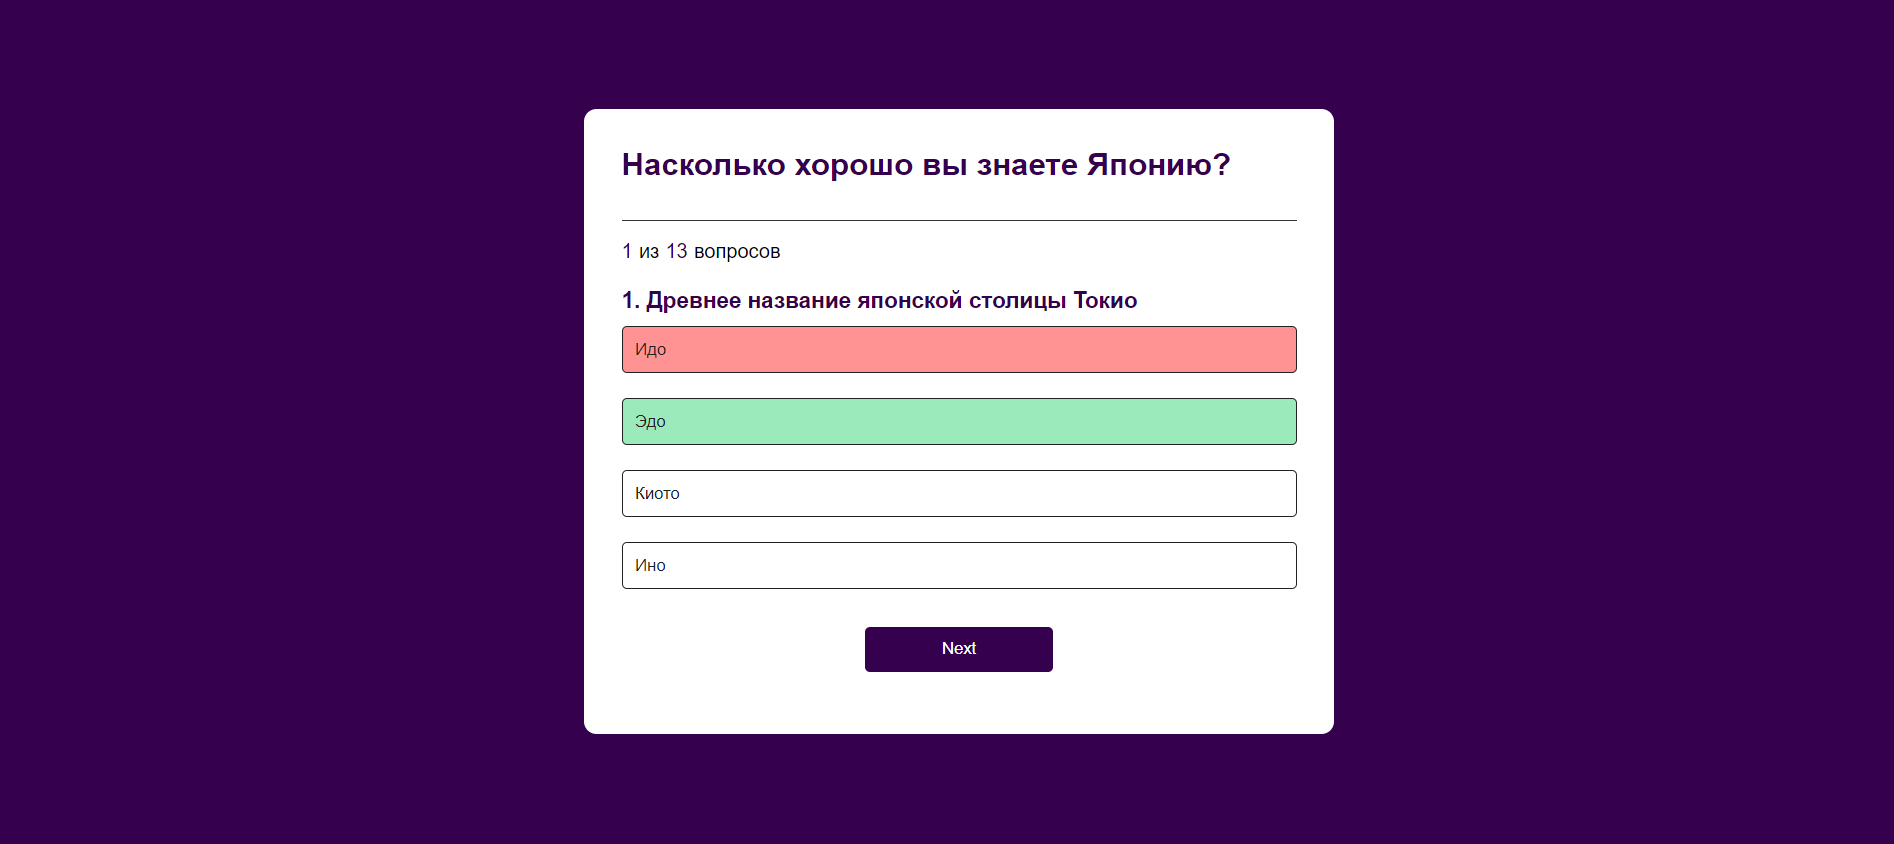 Насколько хорошо вы знаете Японию?
1 из 13 вопросов
1. Древнее название японской столицы Токио
Идо
Эдо
Киото
Ино
Next